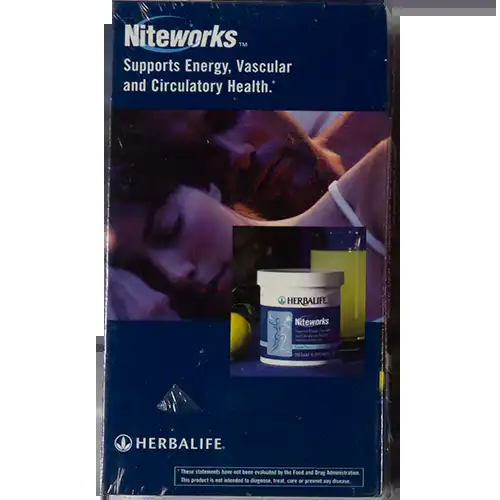 Niteworks™
Supports Energy, Vascular
and Circulatory Health.*
HERBALIFE
Niteworks
HERBALIFE®
* These statements have not been evaluated by the Food and Drug Administration.
This product is not intended to diagnose, treat, cure or prevent any disease.